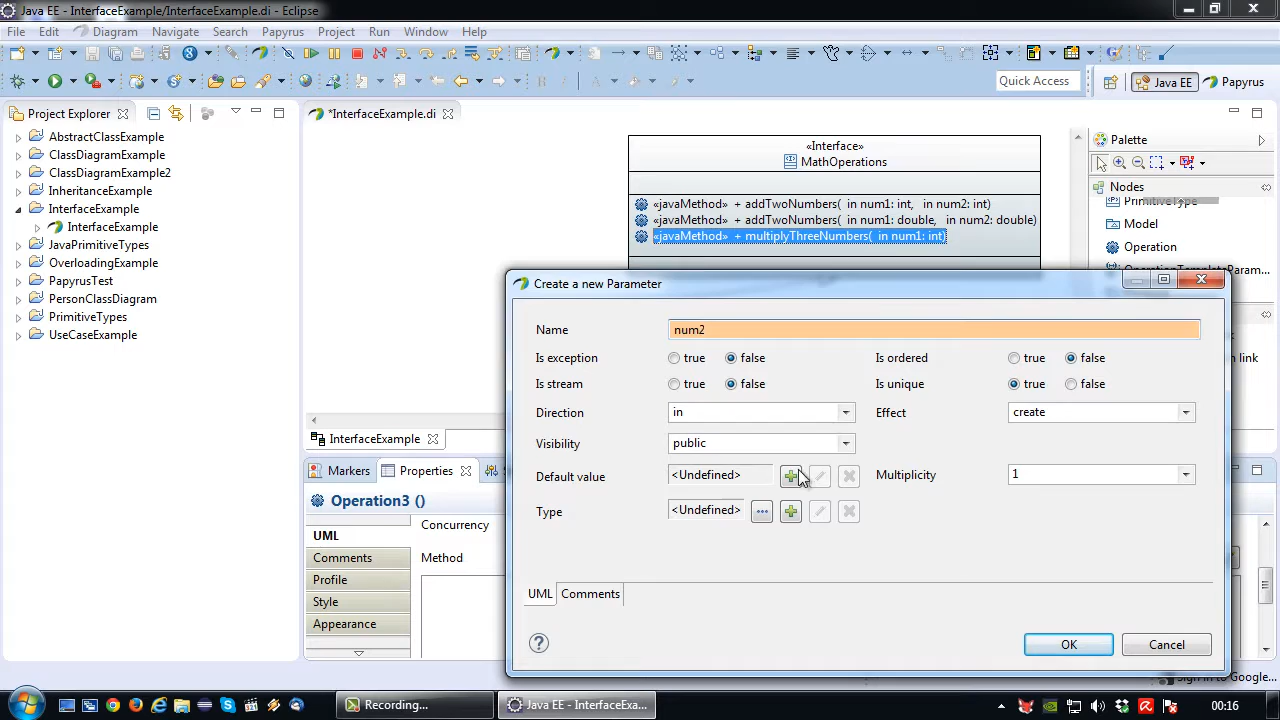 Java EE - InterfaceExample/InterfaceExample.di - Eclipse
File Edit Diagram Navigate Search Papyrus Project Run Window Help
Quick Access
Java EE
Papyrus
Project Explorer
AbstractClassExample
ClassDiagramExample
ClassDiagramExample2
InheritanceExample
InterfaceExample
InterfaceExample
JavaPrimitiveTypes
OverloadingExample
PapyrusTest
PersonClassDiagram
PrimitiveTypes
UseCaseExample
*InterfaceExample.di
«Interface»
MathOperations
«javaMethod» + addTwoNumbers( in num1: int, in num2: int)
«javaMethod» + addTwoNumbers( in num1: double, in num2: double)
«javaMethod» + multiplyThreeNumbers( in num1: int)
Palette
Nodes
PrimitiveType
Model
Operation
OperationTemplateParam...
n link
InterfaceExample
Markers
Properties
Operation3 ()
UML
Comments
Profile
Style
Appearance
Concurrency
Method
Create a new Parameter
Name num2
Is exception true false Is ordered true false
Is stream true false Is unique true false
Direction in Effect create
Visibility public
Default value <Undefined> Multiplicity 1
Type <Undefined>
UML Comments
OK Cancel
Sign in to Google...
Recording...
Java EE - InterfaceExa...
00:16